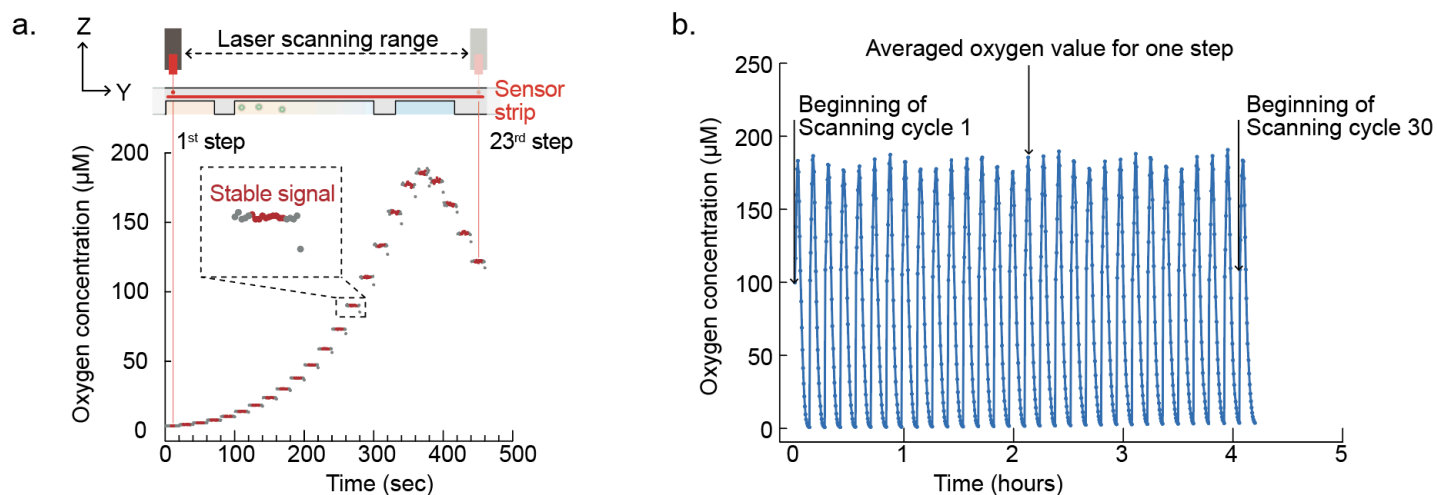 a.
Z
Y
Laser scanning range
Sensor
strip
1st step
23rd step
Stable signal
Oxygen concentration (µM)
200
150
100
50
0
0
100
200
300
400
500
Time (sec)
b.
Averaged oxygen value for one step
Beginning of
Scanning cycle 1
Beginning of
Scanning cycle 30
Oxygen concentration (µM)
250
200
150
100
50
0
0
1
2
3
4
5
Time (hours)